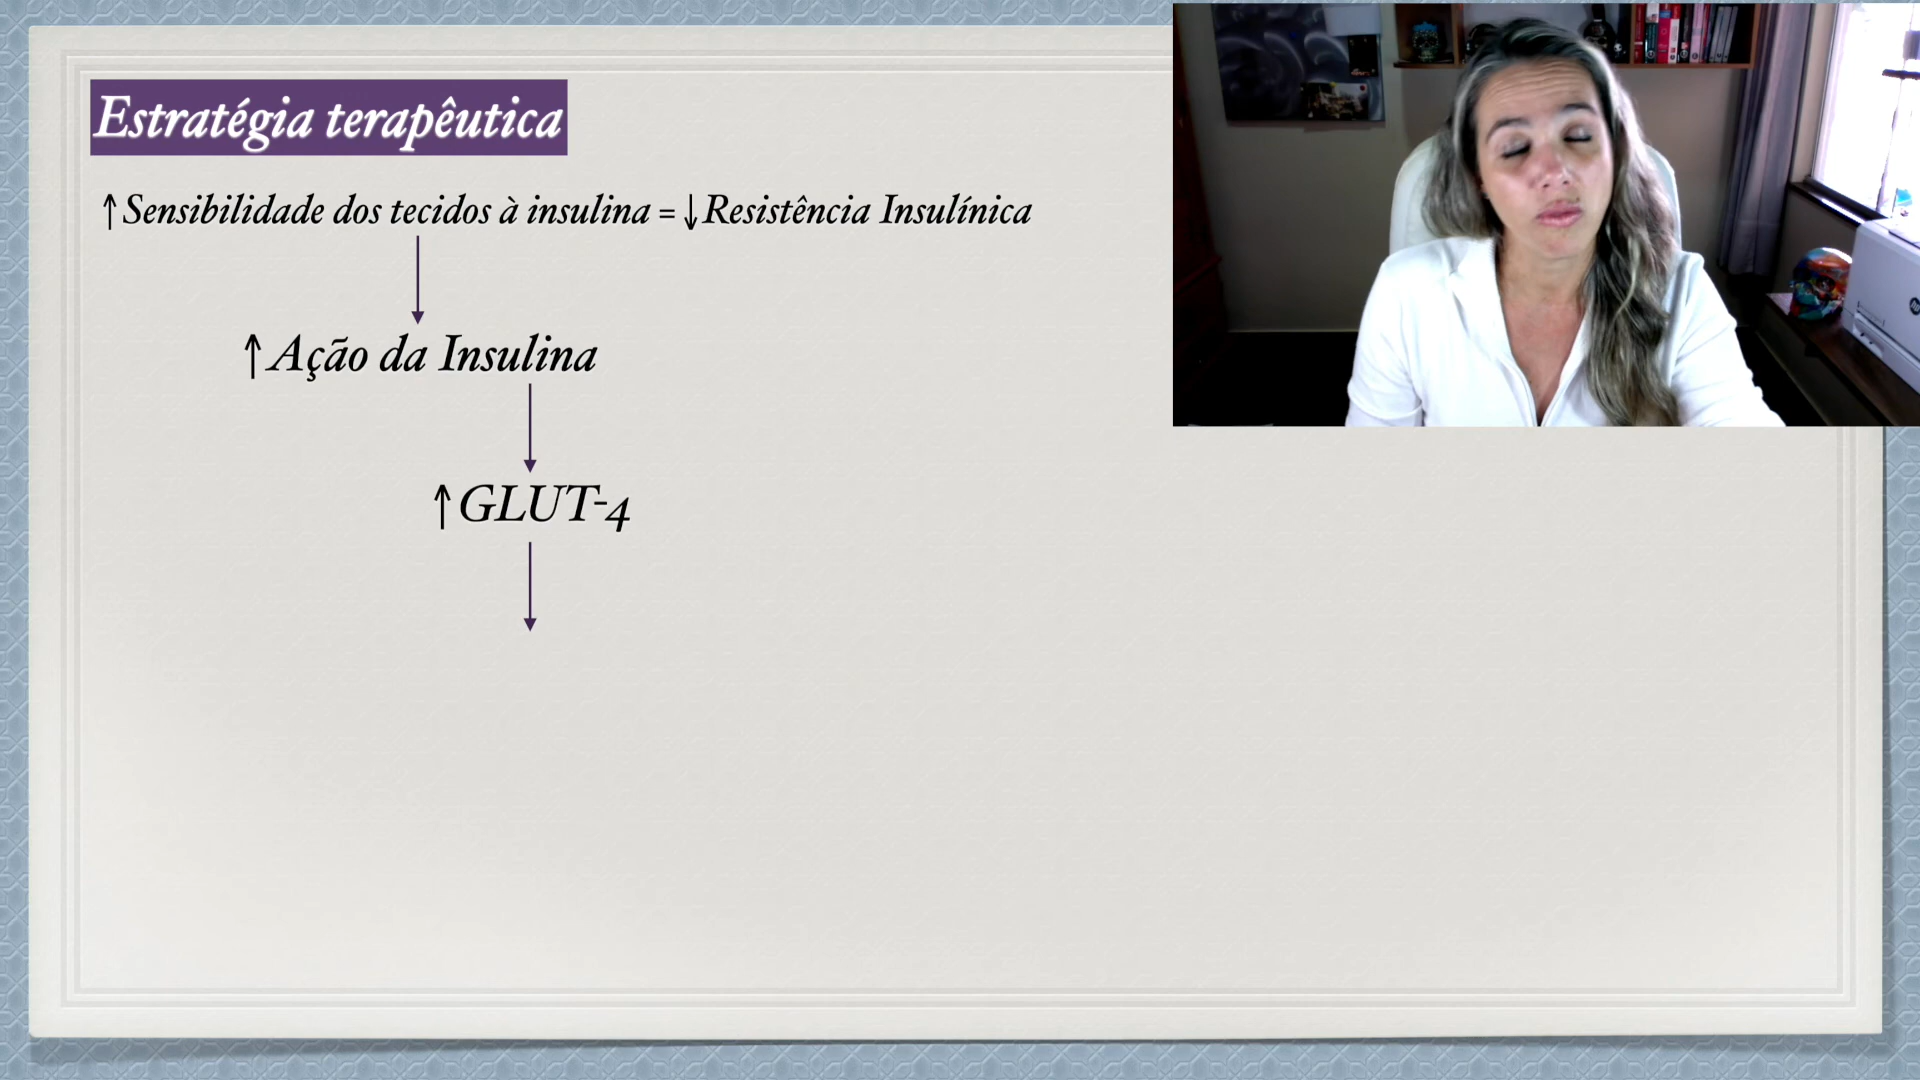 Estratégia terapêutica
↑Sensibilidade dos tecidos à insulina = ↓Resistência Insulínica
↑Ação da Insulina
↑GLUT-4